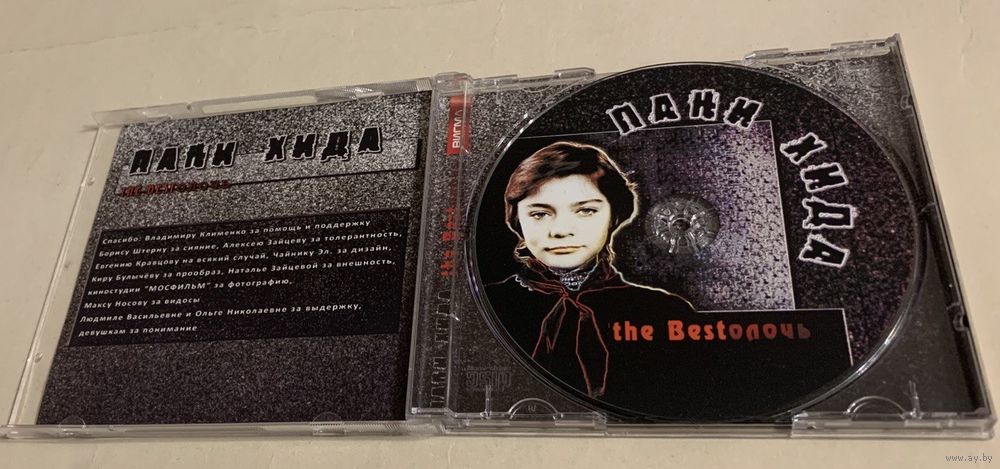 ПАНИ ХИДА
the Bestолочь
Спасибо: Владимиру Клименко за помощь и поддержку
Борису Штерну за сияние, Алексею Зайцеву за толерантность,
Евгению Кравцову на всякий случай, Чайнику Эл. за дизайн,
Киру Булычёву за прообраз, Наталье Зайцевой за внешность,
киностудии "МОСФИЛЬМ" за фотографию,
Максу Носову за видосы
Людмиле Васильевне и Ольге Николаевне за выдержку,
девушкам за понимание
ПАНИ ХИДА
the Bestолочь
www.ay.by